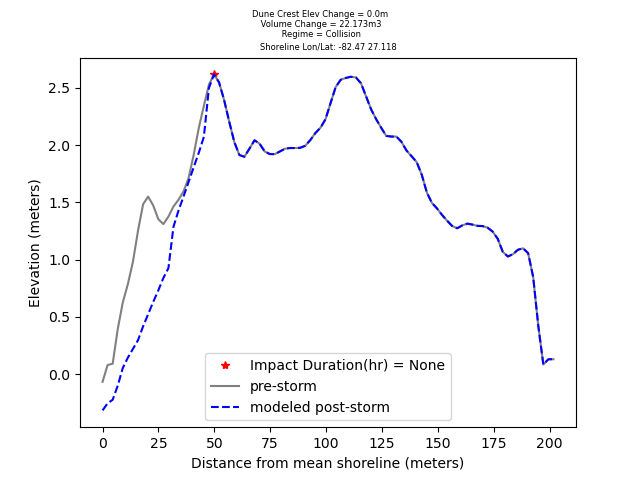 Dune Crest Elev Change = 0.0m
Volume Change = 22.173m3
Regime = Collision
Shoreline Lon/Lat: -82.47 27.118
Elevation (meters)
2.5
2.0
1.5
1.0
0.5
0.0
Impact Duration(hr) = None
pre-storm
modeled post-storm
0 25 50 75 100 125 150 175 200
Distance from mean shoreline (meters)